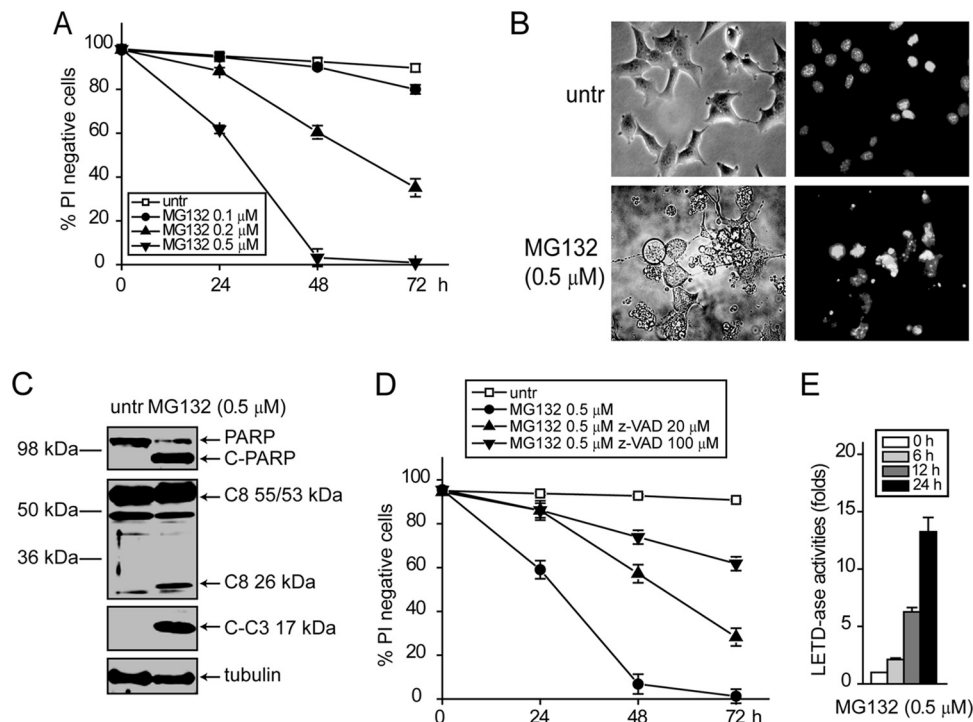 A
% PI negative cells
100
80
60
40
20
0
untr
MG132 0.1 µM
MG132 0.2 µM
MG132 0.5 µM
0 24 48 72 h
B
untr
MG132
(0.5 µM)
C
untr MG132 (0.5 µM)
98 kDa
50 kDa
36 kDa
PARP
C-PARP
C8 55/53 kDa
C8 26 kDa
C-C3 17 kDa
tubulin
D
untr
MG132 0.5 µM
MG132 0.5 µM z-VAD 20 µM
MG132 0.5 µM z-VAD 100 µM
% PI negative cells
100
80
60
40
20
0
0 24 48 72 h
E
0 h
6 h
12 h
24 h
LETD-ase activities (folds)
20
15
10
5
0
MG132 (0.5 µM)